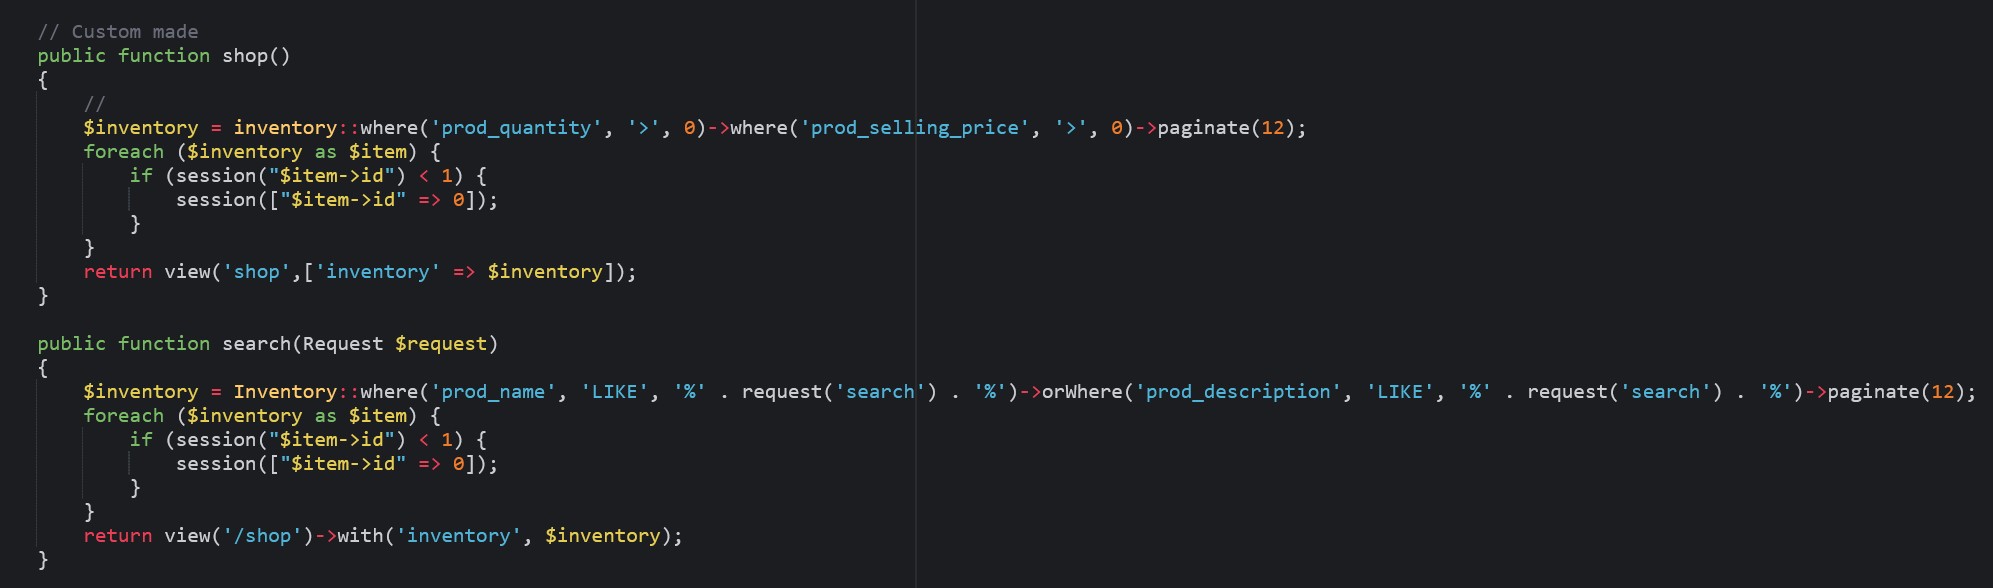 // Custom made
public function shop()
{
    //
    $inventory = inventory::where('prod_quantity', '>', 0)->where('prod_selling_price', '>', 0)->paginate(12);
    foreach ($inventory as $item) {
        if (session("$item->id") < 1) {
            session(["$item->id" => 0]);
        }
    }
    return view('shop',['inventory' => $inventory]);
}

public function search(Request $request)
{
    $inventory = Inventory::where('prod_name', 'LIKE', '%' . request('search') . '%')->orWhere('prod_description', 'LIKE', '%' . request('search') . '%')->paginate(12);
    foreach ($inventory as $item) {
        if (session("$item->id") < 1) {
            session(["$item->id" => 0]);
        }
    }
    return view('/shop')->with('inventory', $inventory);
}